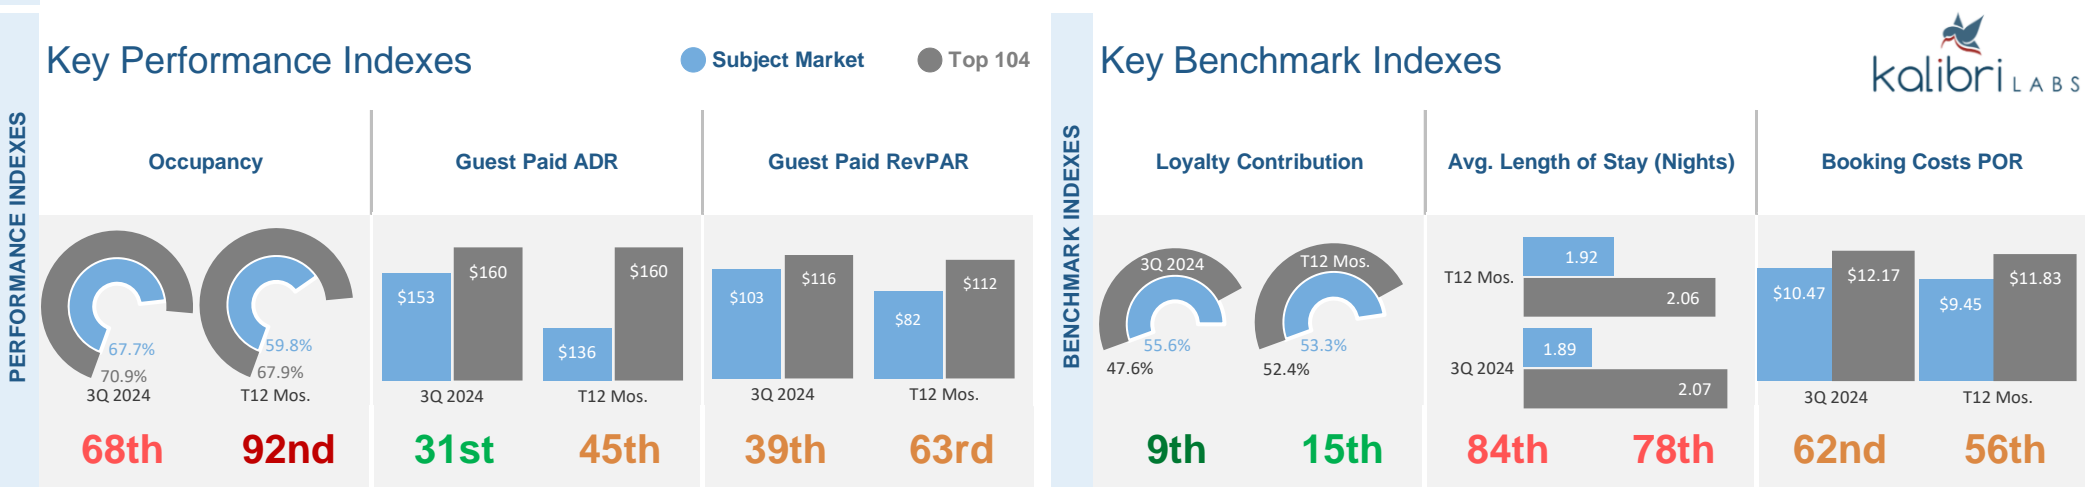 PERFORMANCE INDEXES
Key Performance Indexes
Subject Market
Top 104
Occupancy
Guest Paid ADR
Guest Paid RevPAR
67.7%
70.9%
3Q 2024
59.8%
67.9%
T12 Mos.
$153
$160
3Q 2024
$136
$160
T12 Mos.
$103
$116
3Q 2024
$82
$112
T12 Mos.
68th
92nd
31st
45th
39th
63rd
BENCHMARK INDEXES
Key Benchmark Indexes
kalibri LABS
Loyalty Contribution
Avg. Length of Stay (Nights)
Booking Costs POR
3Q 2024
55.6%
47.6%
T12 Mos.
53.3%
52.4%
T12 Mos.
1.92
2.06
3Q 2024
1.89
2.07
$10.47
$12.17
3Q 2024
$9.45
$11.83
T12 Mos.
9th
15th
84th
78th
62nd
56th